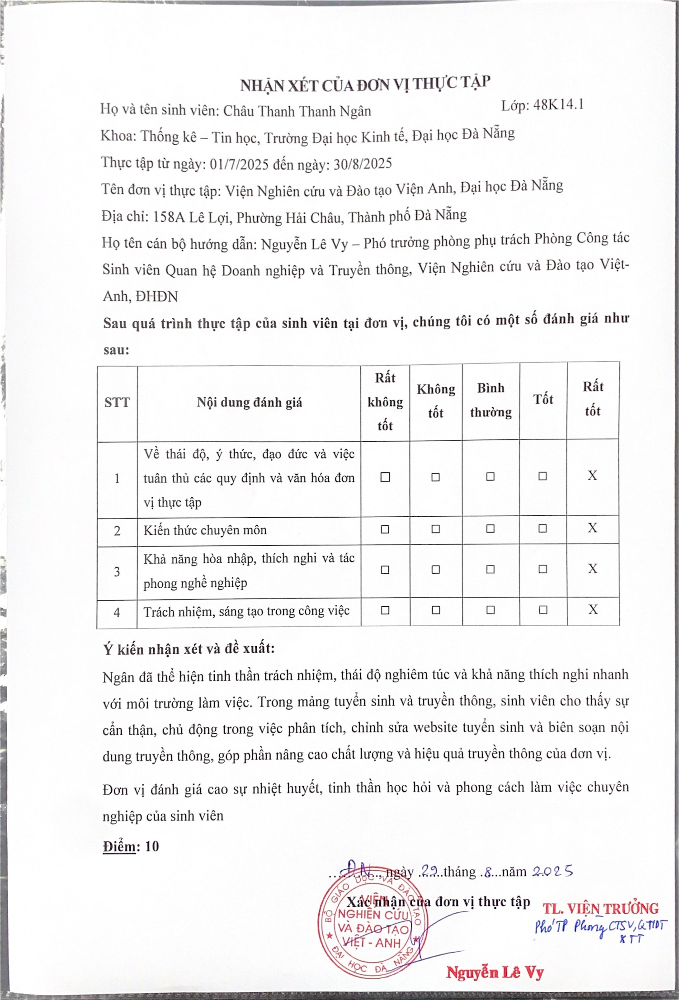 NHẬN XÉT CỦA ĐƠN VỊ THỰC TẬP
Họ và tên sinh viên: Châu Thanh Thanh Ngân Lớp: 48K14.1
Khoa: Thống kê – Tin học, Trường Đại học Kinh tế, Đại học Đà Nẵng
Thực tập từ ngày: 01/7/2025 đến ngày: 30/8/2025
Tên đơn vị thực tập: Viện Nghiên cứu và Đào tạo Viện Anh, Đại học Đà Nẵng
Địa chỉ: 158A Lê Lợi, Phường Hải Châu, Thành phố Đà Nẵng
Họ tên cán bộ hướng dẫn: Nguyễn Lê Vy – Phó trưởng phòng phụ trách Phòng Công tác
Sinh viên Quan hệ Doanh nghiệp và Truyền thông, Viện Nghiên cứu và Đào tạo Việt-
Anh, ĐHĐN
Sau quá trình thực tập của sinh viên tại đơn vị, chúng tôi có một số đánh giá như
sau:
STT Nội dung đánh giá Rất không tốt Không tốt Bình thường Tốt Rất tốt
1 Về thái độ, ý thức, đạo đức và việc
tuân thủ các quy định và văn hóa đơn
vị thực tập ☐ ☐ ☐ ☐ X
2 Kiến thức chuyên môn ☐ ☐ ☐ ☐ X
3 Khả năng hòa nhập, thích nghi và tác
phong nghề nghiệp ☐ ☐ ☐ ☐ X
4 Trách nhiệm, sáng tạo trong công việc ☐ ☐ ☐ ☐ X
Ý kiến nhận xét và đề xuất:
Ngân đã thể hiện tinh thần trách nhiệm, thái độ nghiêm túc và khả năng thích nghi nhanh
với môi trường làm việc. Trong mảng tuyển sinh và truyền thông, sinh viên cho thấy sự
cẩn thận, chủ động trong việc phân tích, chỉnh sửa website tuyển sinh và biên soạn nội
dung truyền thông, góp phần nâng cao chất lượng và hiệu quả truyền thông của đơn vị.
Đơn vị đánh giá cao sự nhiệt huyết, tinh thần học hỏi và phong cách làm việc chuyên
nghiệp của sinh viên
Điểm: 10
ĐN, ngày 29 tháng 8 năm 2025
Xác nhận của đơn vị thực tập
TL. VIỆN TRƯỞNG
Phó TP Phòng CTSV, QHDT
& TT
BỘ GIÁO DỤC VÀ ĐÀO TẠO
VIỆN
NGHIÊN CỨU
VÀ ĐÀO TẠO
VIỆT - ANH
ĐẠI HỌC ĐÀ NẴNG
Nguyễn Lê Vy